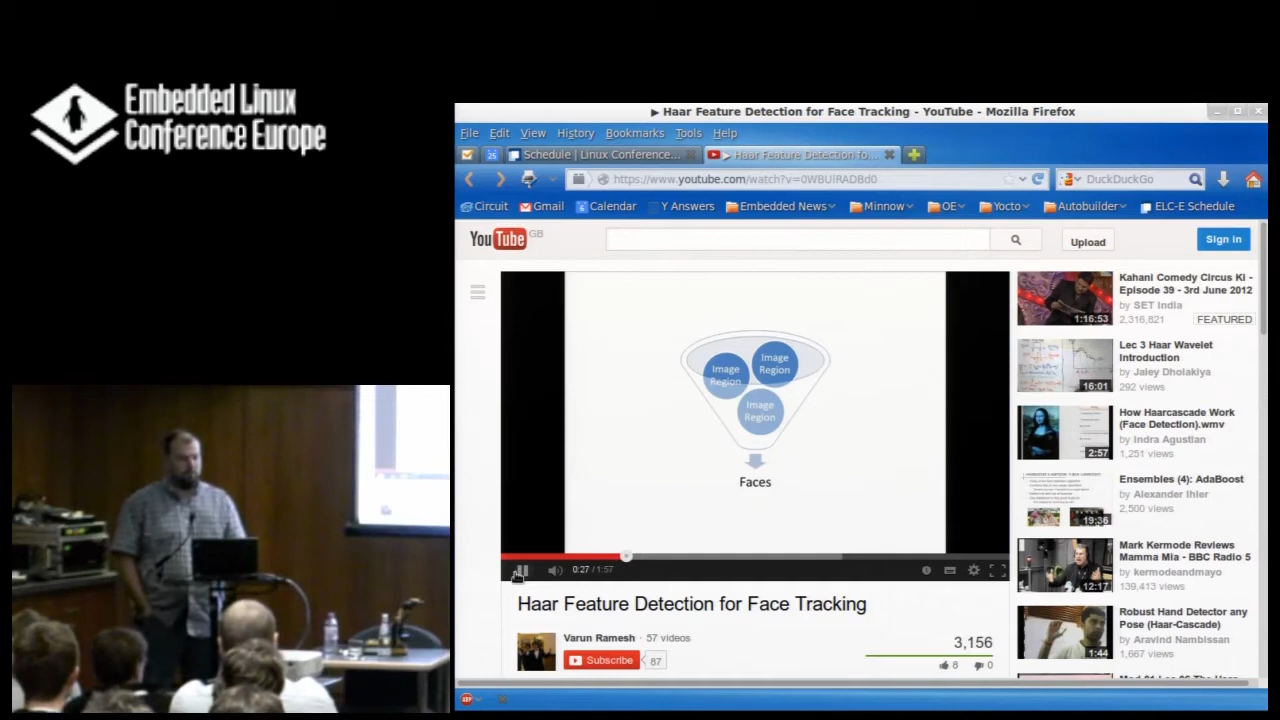 Embedded Linux
Conference Europe
▶ Haar Feature Detection for Face Tracking - YouTube - Mozilla Firefox
File Edit View History Bookmarks Tools Help
Schedule | Linux Conference... ▶ Haar Feature Detection fo...
https://www.youtube.com/watch?v=0WBUlRADBd0 DuckDuckGo
Circuit Gmail Calendar Y Answers Embedded News Minnow OE Yocto Autobuilder ELC-E Schedule
YouTube GB Upload Sign in
Image
Region
Image
Region
Image
Region
Faces
0:27 / 1:57
Haar Feature Detection for Face Tracking
Varun Ramesh · 57 videos
Subscribe 87
3,156
8 0
Kahani Comedy Circus Ki -
Episode 39 - 3rd June 2012
by SET India
2,316,821 FEATURED
1:16:53
Lec 3 Haar Wavelet
Introduction
by Jaley Dholakiya
292 views
16:01
How Haarcascade Work
(Face Detection).wmv
by Indra Agustian
1,251 views
2:57
Ensembles (4): AdaBoost
by Alexander Ihler
2,500 views
19:36
Mark Kermode Reviews
Mamma Mia - BBC Radio 5
by kermodeandmayo
139,413 views
12:17
Robust Hand Detector any
Pose (Haar-Cascade)
by Aravind Nambissan
1,667 views
1:44